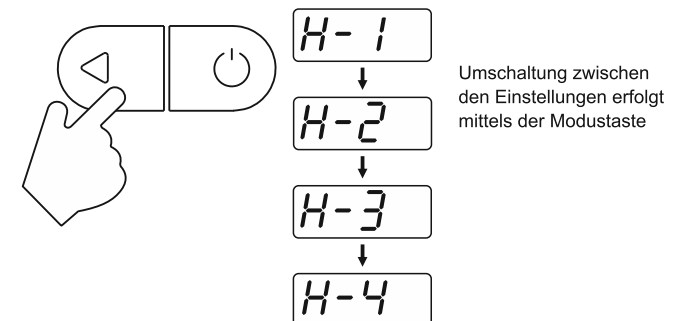 H- 1
H-2
H-3
H-4
Umschaltung zwischen
den Einstellungen erfolgt
mittels der Modustaste